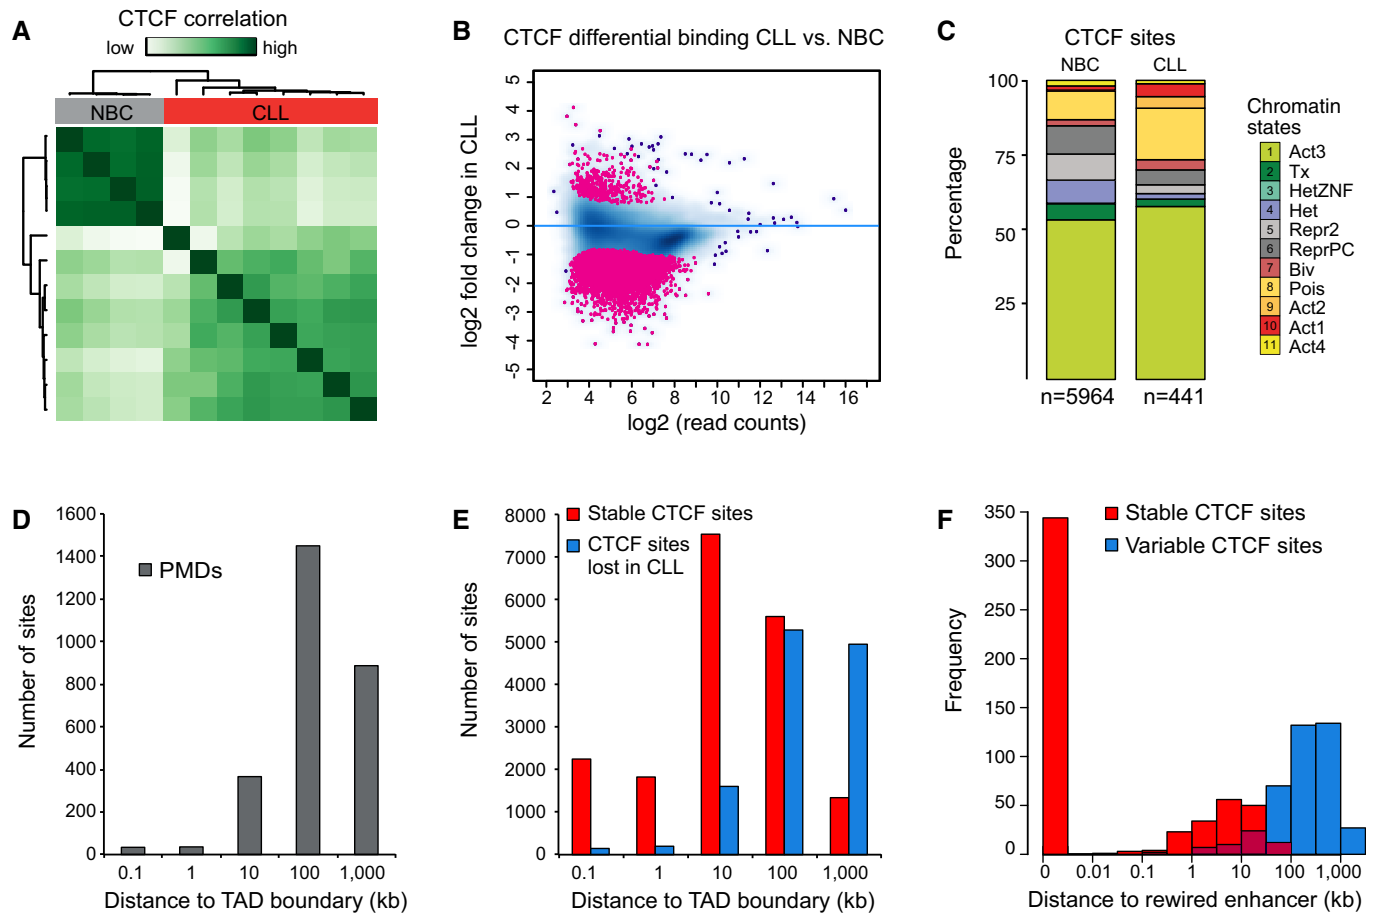 A
CTCF correlation
low
high
NBC
CLL
B
CTCF differential binding CLL vs. NBC
log2 fold change in CLL
5
4
3
2
1
0
-1
-2
-3
-4
-5
2 4 6 8 10 12 14 16
log2 (read counts)
C
CTCF sites
NBC CLL
Percentage
100
75
50
25
n=5964 n=441
Chromatin
states
1 Act3
2 Tx
3 HetZNF
4 Het
5 Repr2
6 ReprPC
7 Biv
8 Pois
9 Act2
10 Act1
11 Act4
D
Number of sites
1600
1400
1200
1000
800
600
400
200
0
PMDs
0.1 1 10 100 1,000
Distance to TAD boundary (kb)
E
Number of sites
8000
7000
6000
5000
4000
3000
2000
1000
0
Stable CTCF sites
CTCF sites
lost in CLL
0.1 1 10 100 1,000
Distance to TAD boundary (kb)
F
Frequency
350
300
250
200
150
100
50
0
Stable CTCF sites
Variable CTCF sites
0 0.01 0.1 1 10 100 1,000
Distance to rewired enhancer (kb)